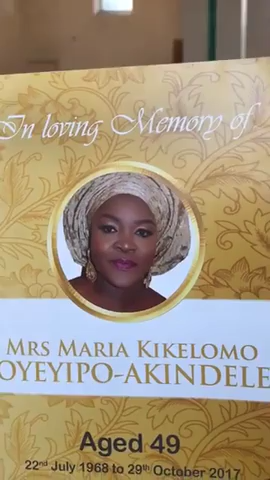 In loving Memory of
MRS MARIA KIKELOMO
OYEYIPO-AKINDELE
Aged 49
22nd July 1968 to 29th October 2017